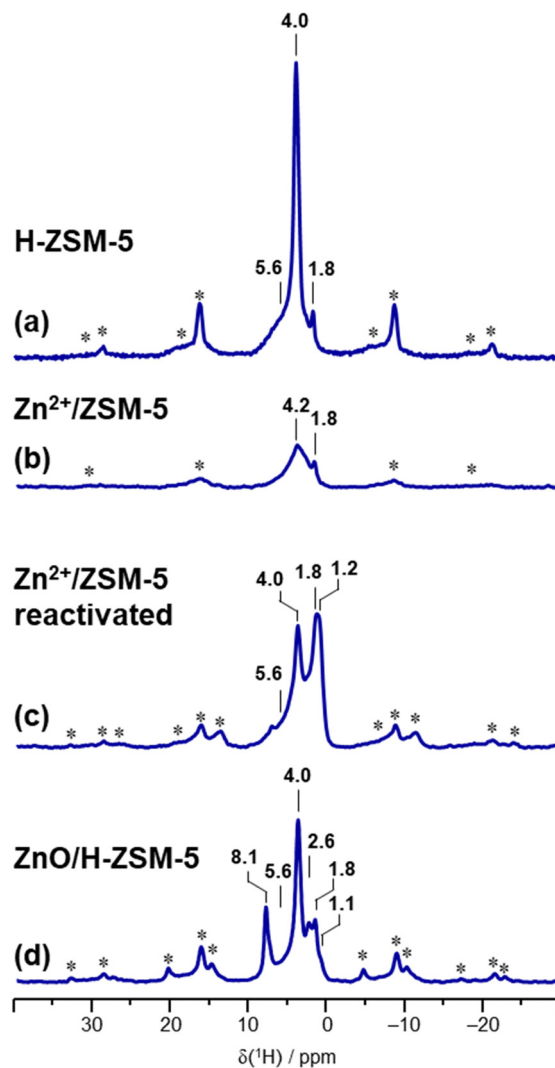 4.0
H-ZSM-5
5.6
1.8
(a)
* * * * * * * *
Zn²⁺/ZSM-5
4.2
1.8
(b)
* * * *
Zn²⁺/ZSM-5
reactivated
4.0
1.8
1.2
5.6
(c)
* * * * * * * * * * *
4.0
ZnO/H-ZSM-5
8.1
5.6
2.6
1.8
1.1
(d)
* * * * * * * * * * *
30 20 10 0 −10 −20
δ(¹H) / ppm